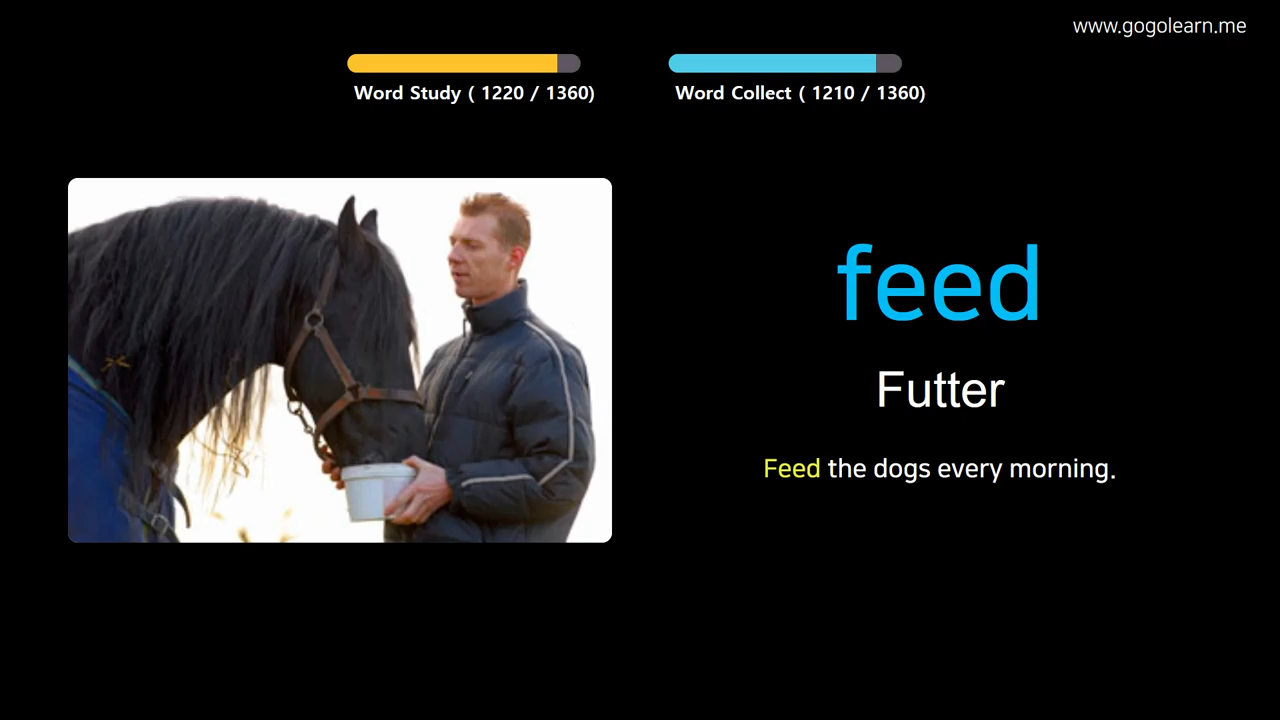 www.gogolearn.me
Word Study ( 1220 / 1360)
Word Collect ( 1210 / 1360)
feed
Futter
Feed the dogs every morning.